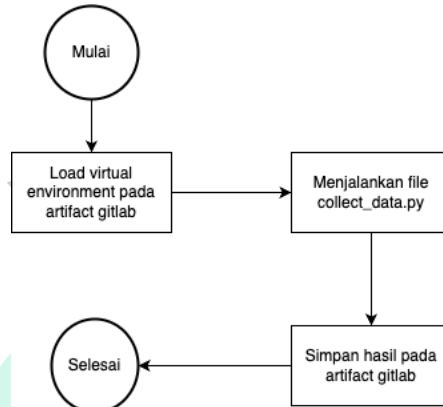 Mulai
Load virtual
environment pada
artifact gitlab
Menjalankan file
collect_data.py
Simpan hasil pada
artifact gitlab
Selesai